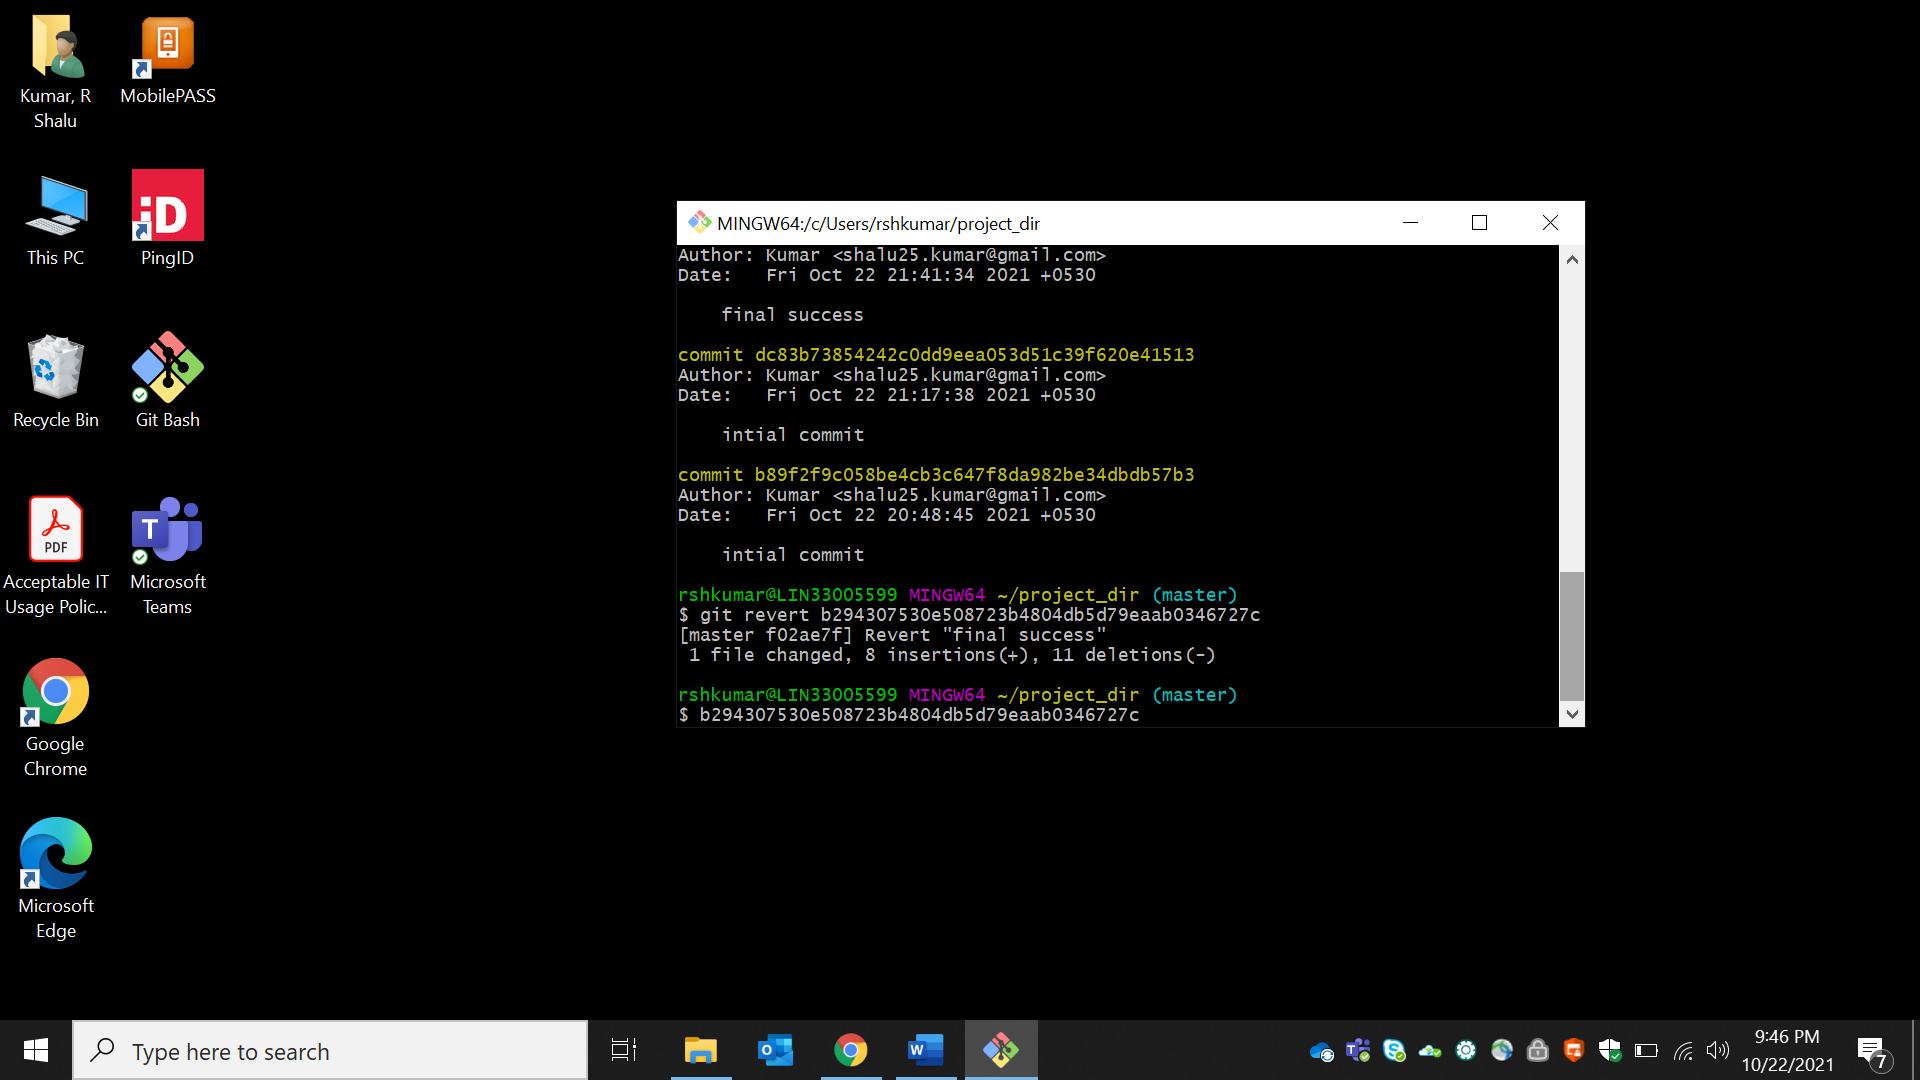 Kumar, R
Shalu
MobilePASS
This PC
iD
PingID
Recycle Bin
Git Bash
PDF
Acceptable IT
Usage Polic...
T
Microsoft
Teams
Google
Chrome
Microsoft
Edge
MINGW64:/c/Users/rshkumar/project_dir
Author: Kumar <shalu25.kumar@gmail.com>
Date:   Fri Oct 22 21:41:34 2021 +0530
final success
commit dc83b73854242c0dd9eea053d51c39f620e41513
Author: Kumar <shalu25.kumar@gmail.com>
Date:   Fri Oct 22 21:17:38 2021 +0530
intial commit
commit b89f2f9c058be4cb3c647f8da982be34dbdb57b3
Author: Kumar <shalu25.kumar@gmail.com>
Date:   Fri Oct 22 20:48:45 2021 +0530
intial commit
rshkumar@LIN33005599 MINGW64 ~/project_dir (master)
$ git revert b294307530e508723b4804db5d79eaab0346727c
[master f02ae7f] Revert "final success"
1 file changed, 8 insertions(+), 11 deletions(-)
rshkumar@LIN33005599 MINGW64 ~/project_dir (master)
$ b294307530e508723b4804db5d79eaab0346727c
Type here to search
9:46 PM
10/22/2021
7